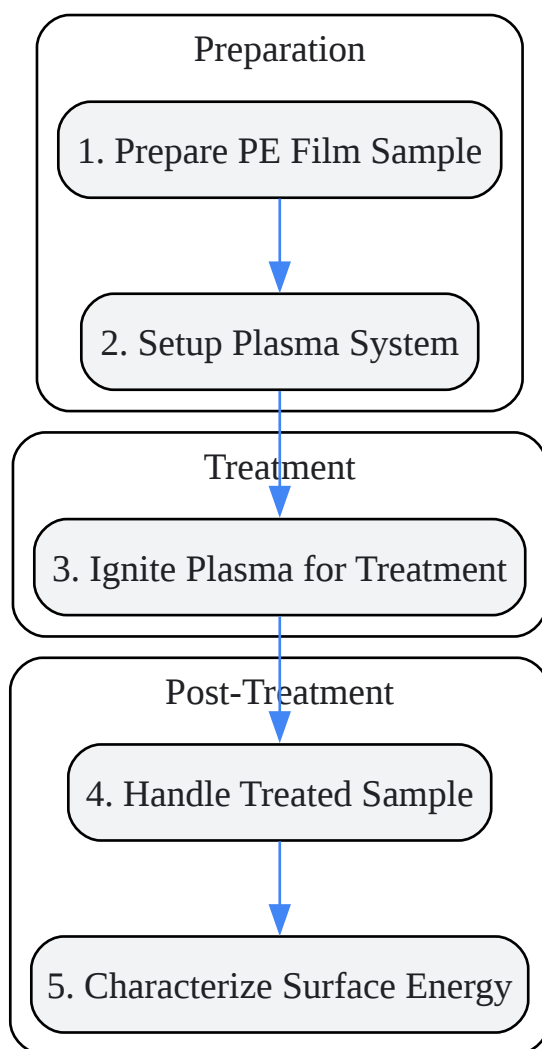 Preparation
1. Prepare PE Film Sample
2. Setup Plasma System
Treatment
3. Ignite Plasma for Treatment
Post-Treatment
4. Handle Treated Sample
5. Characterize Surface Energy